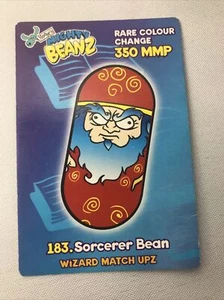 MIGHTY
BEANZ
RARE COLOUR
CHANGE
350 MMP
183. Sorcerer Bean
WIZARD MATCH UPZ